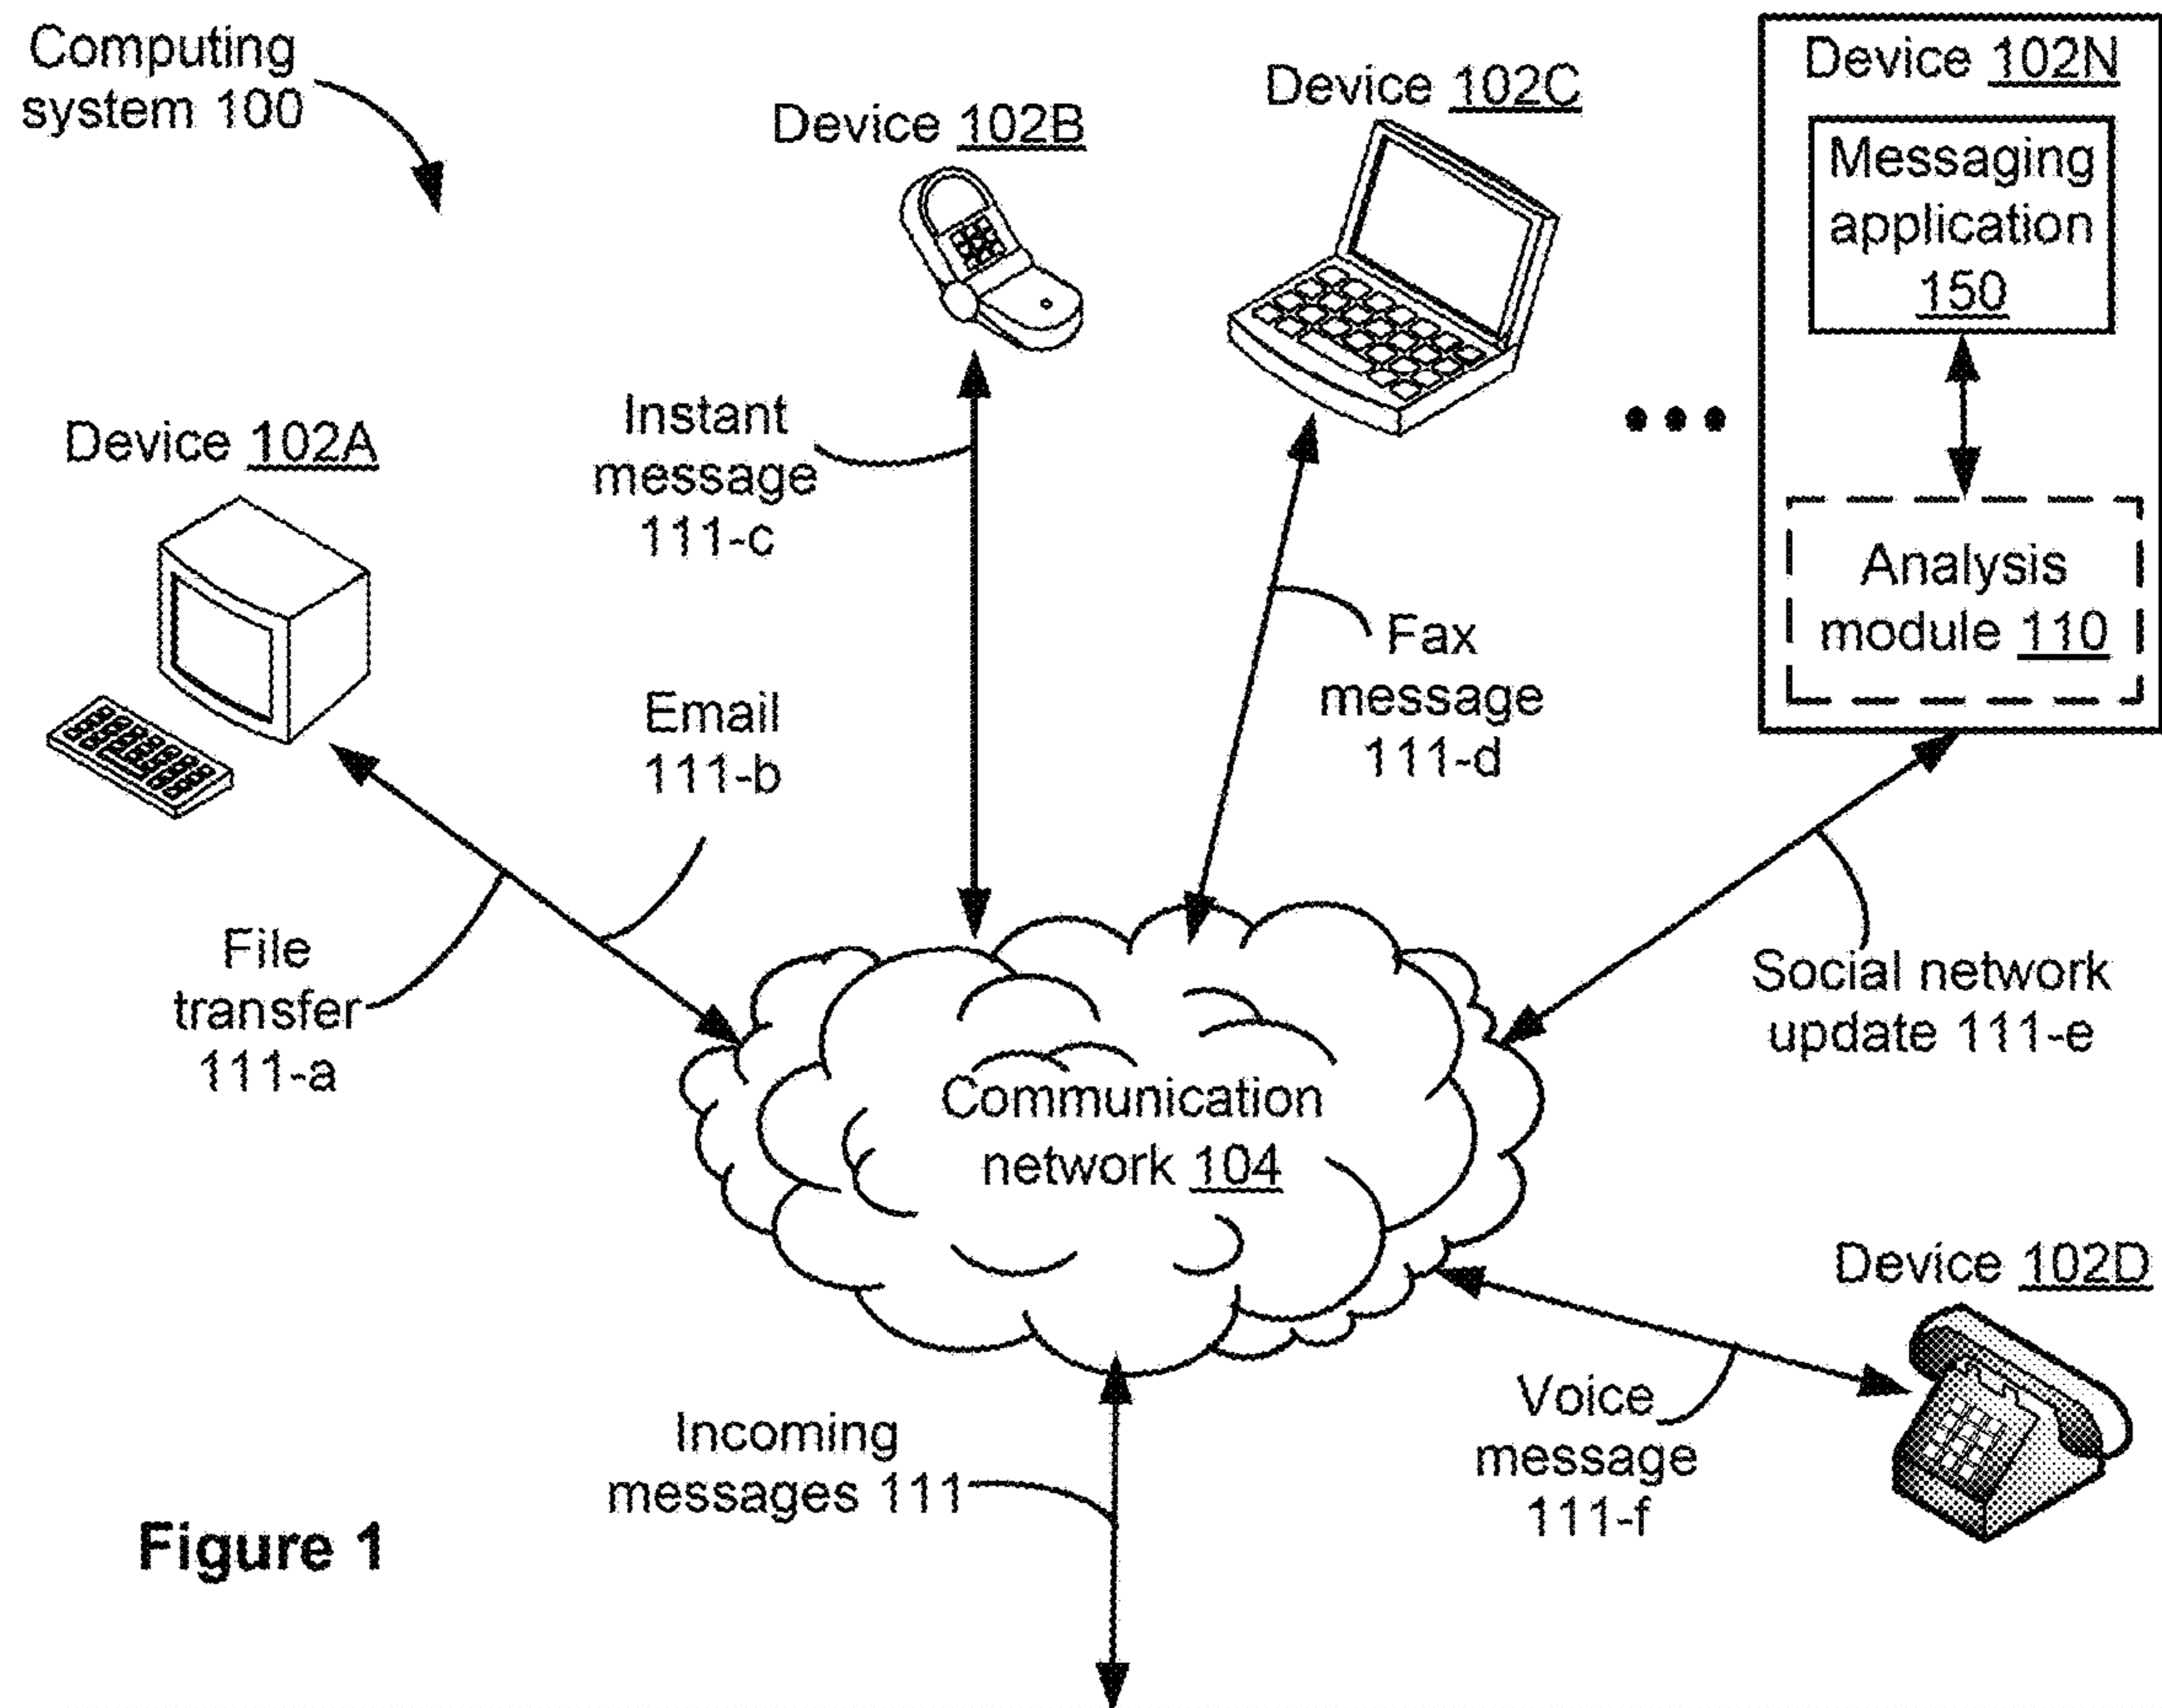 Computing
system 100
Device 102B
Device 102C
Device 102N
Messaging
application
150
Analysis
module 110
Device 102A
Instant
message
111-c
Fax
message
111-d
Email
111-b
File
transfer
111-a
Social network
update 111-e
Communication
network 104
Device 102D
Voice
message
111-f
Incoming
messages 111
Figure 1